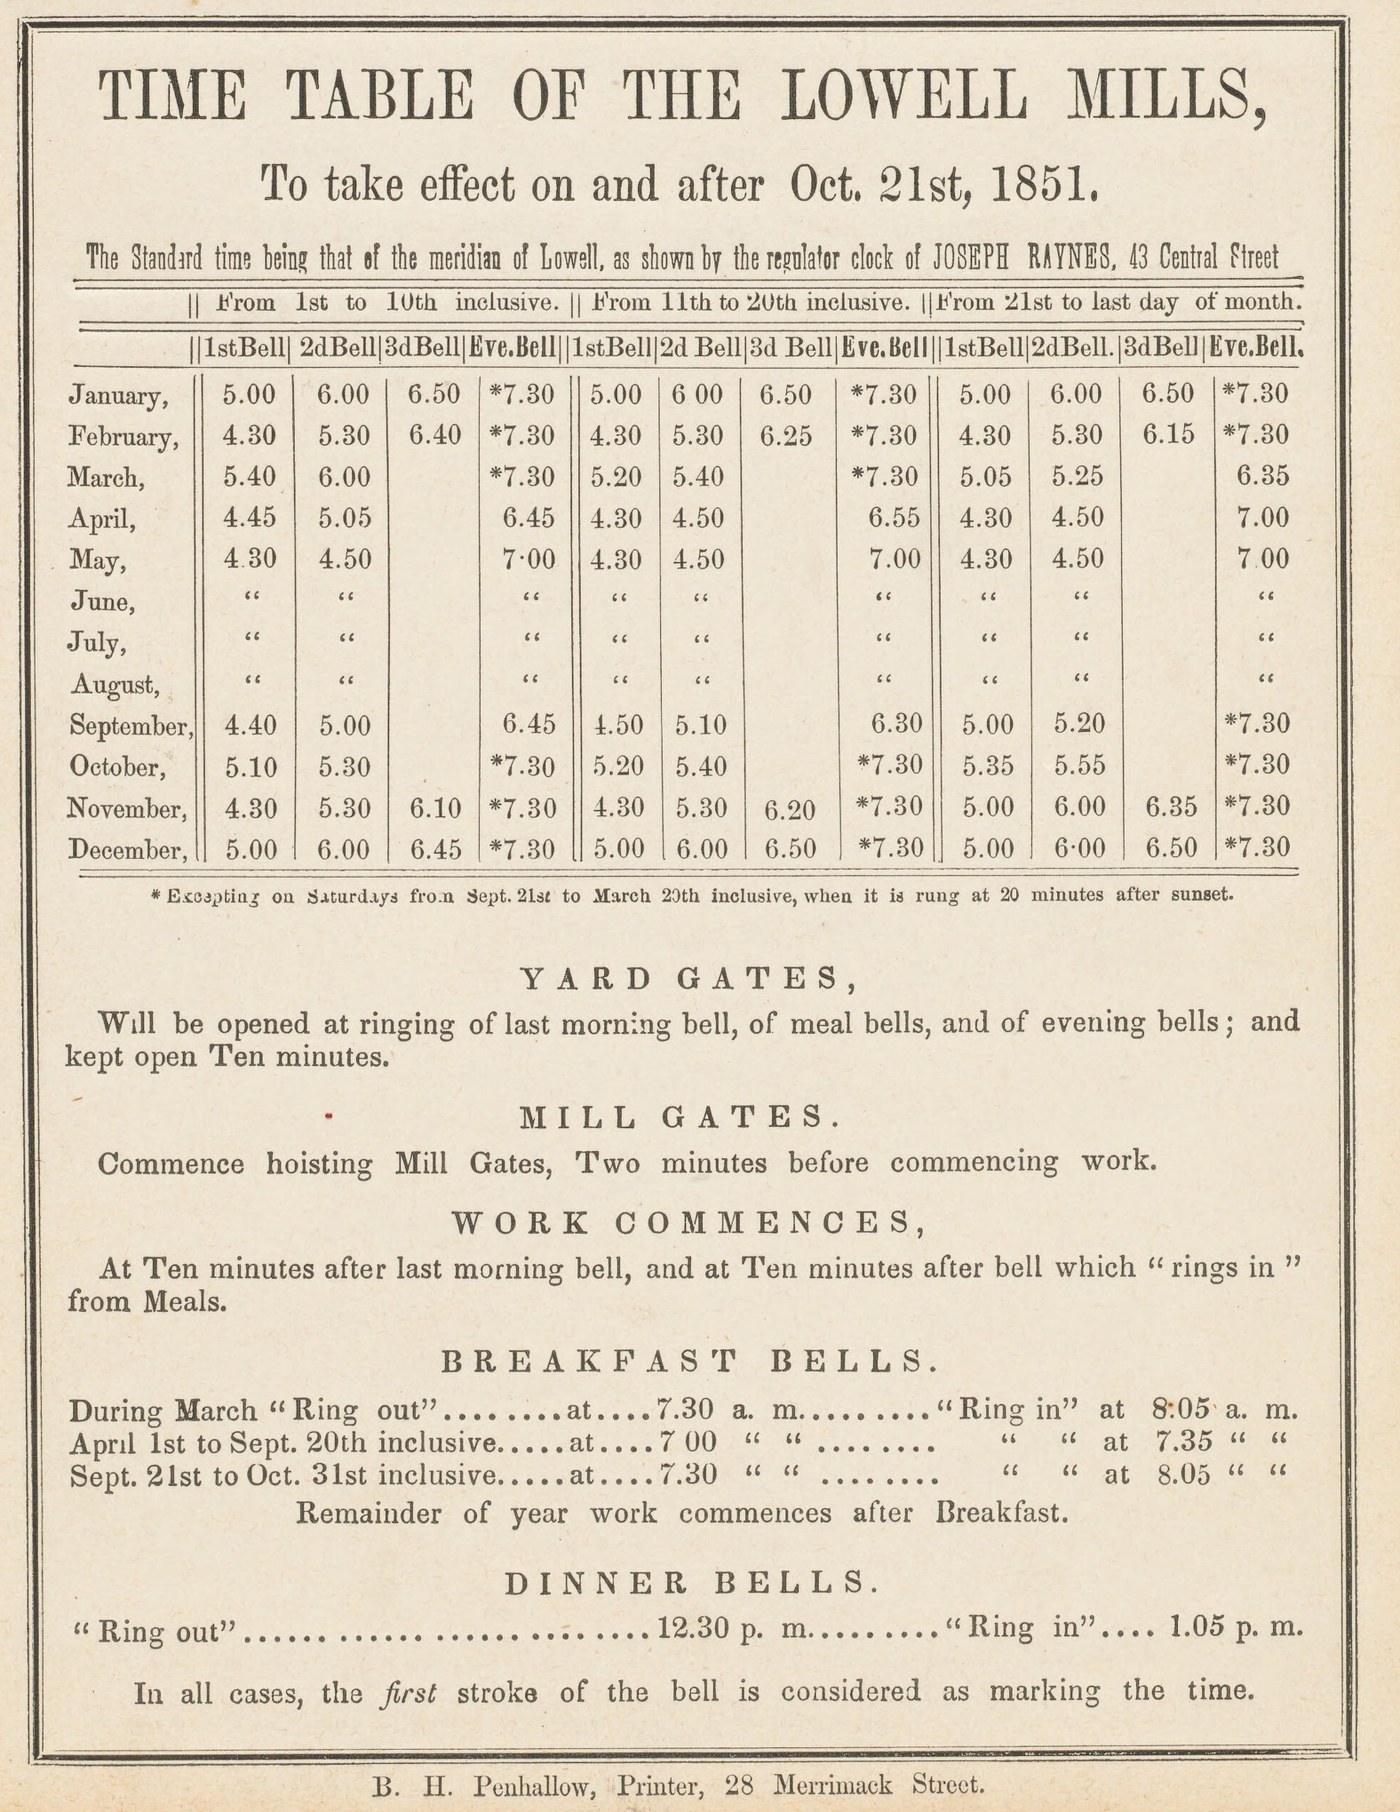 TIME TABLE OF THE LOWELL MILLS,
To take effect on and after Oct. 21st, 1851.
The Standard time being that of the meridian of Lowell, as shown by the regulator clock of JOSEPH RAYNES, 43 Central Street
From 1st to 10th inclusive. From 11th to 20th inclusive. From 21st to last day of month.
1stBell 2dBell 3dBell Eve.Bell 1stBell 2d Bell 3d Bell Eve.Bell 1stBell 2dBell. 3dBell Eve.Bell.
January, 5.00 6.00 6.50 *7.30 5.00 6 00 6.50 *7.30 5.00 6.00 6.50 *7.30
February, 4.30 5.30 6.40 *7.30 4.30 5.30 6.25 *7.30 4.30 5.30 6.15 *7.30
March, 5.40 6.00 *7.30 5.20 5.40 *7.30 5.05 5.25 6.35
April, 4.45 5.05 6.45 4.30 4.50 6.55 4.30 4.50 7.00
May, 4.30 4.50 7·00 4.30 4.50 7.00 4.30 4.50 7.00
June, “ “ “ “ “ “ “ “ “
July, “ “ “ “ “ “ “ “ “
August, “ “ “ “ “ “ “ “ “
September, 4.40 5.00 6.45 4.50 5.10 6.30 5.00 5.20 *7.30
October, 5.10 5.30 *7.30 5.20 5.40 *7.30 5.35 5.55 *7.30
November, 4.30 5.30 6.10 *7.30 4.30 5.30 6.20 *7.30 5.00 6.00 6.35 *7.30
December, 5.00 6.00 6.45 *7.30 5.00 6.00 6.50 *7.30 5.00 6·00 6.50 *7.30
* Excepting on Saturdays from Sept. 21st to March 20th inclusive, when it is rung at 20 minutes after sunset.
YARD GATES,
Will be opened at ringing of last morning bell, of meal bells, and of evening bells; and
kept open Ten minutes.
MILL GATES.
Commence hoisting Mill Gates, Two minutes before commencing work.
WORK COMMENCES,
At Ten minutes after last morning bell, and at Ten minutes after bell which “rings in”
from Meals.
BREAKFAST BELLS.
During March “Ring out”.........at....7.30 a. m..........“Ring in” at 8:05 a. m.
April 1st to Sept. 20th inclusive.....at....7 00 “ “ ......... “ “ at 7.35 “ “
Sept. 21st to Oct. 31st inclusive.....at....7.30 “ “ ......... “ “ at 8.05 “ “
Remainder of year work commences after Breakfast.
DINNER BELLS.
“Ring out”...... ...... ...... ..........12.30 p. m..........“Ring in”.... 1.05 p. m.
In all cases, the first stroke of the bell is considered as marking the time.
B. H. Penhallow, Printer, 28 Merrimack Street.